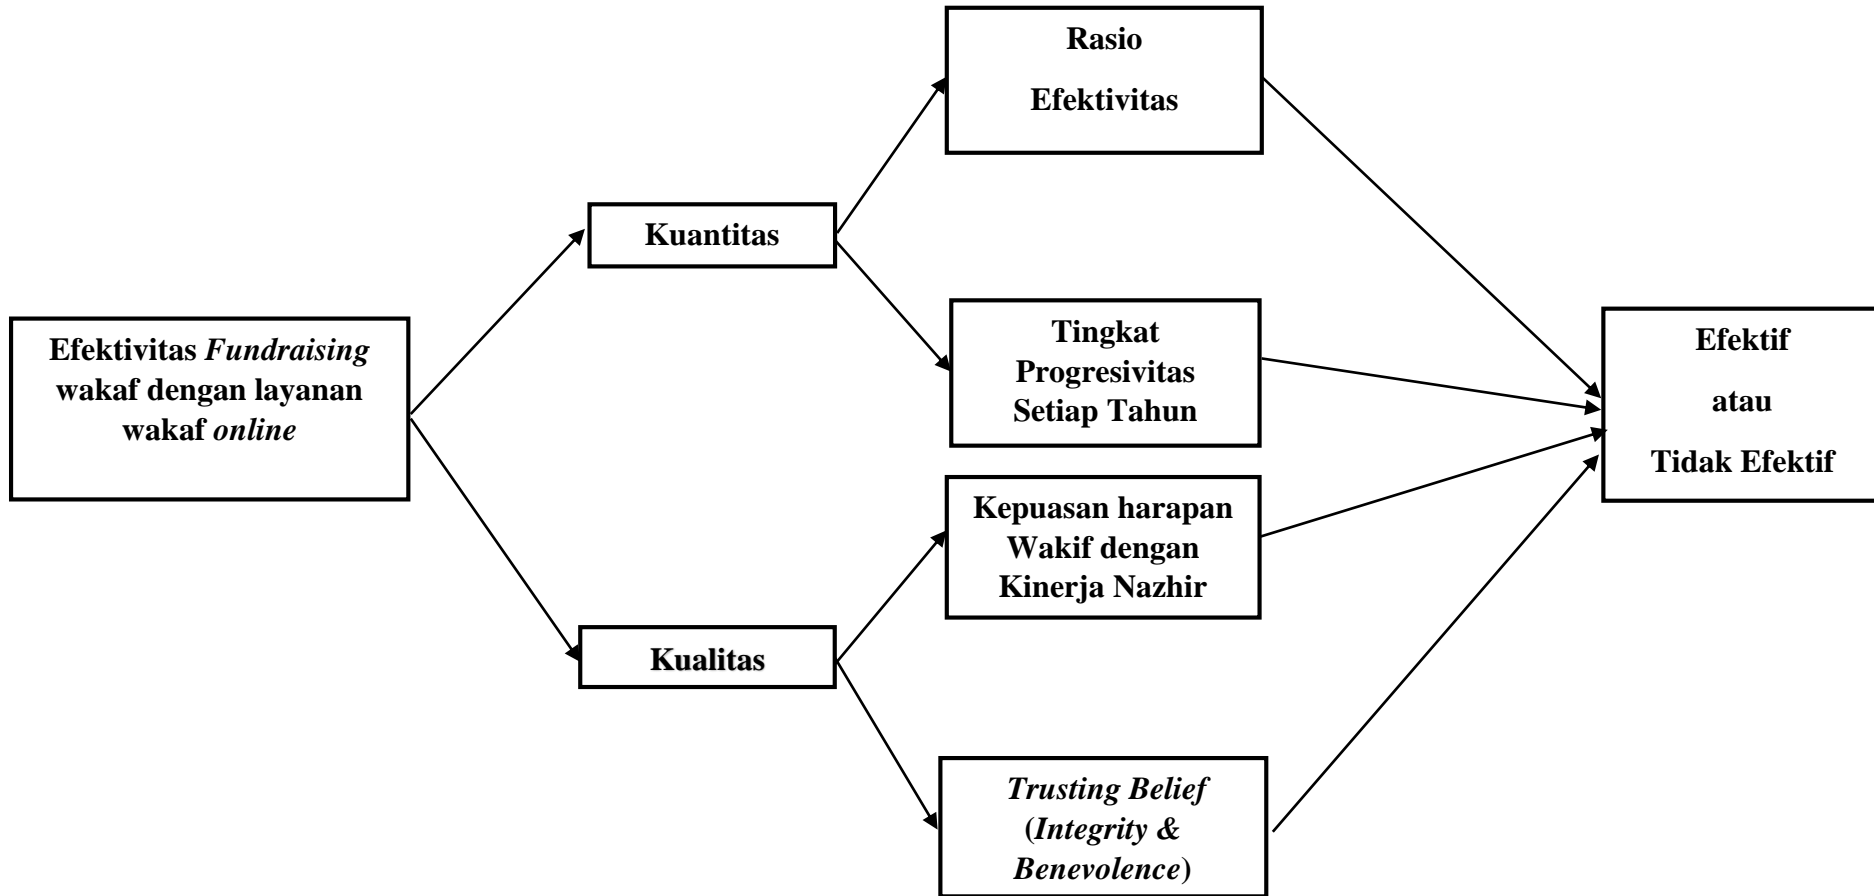 Rasio
Efektivitas
Kuantitas
Tingkat
Progresivitas
Setiap Tahun
Efektivitas Fundraising
wakaf dengan layanan
wakaf online
Efektif
atau
Tidak Efektif
Kepuasan harapan
Wakif dengan
Kinerja Nazhir
Kualitas
Trusting Belief
(Integrity &
Benevolence)